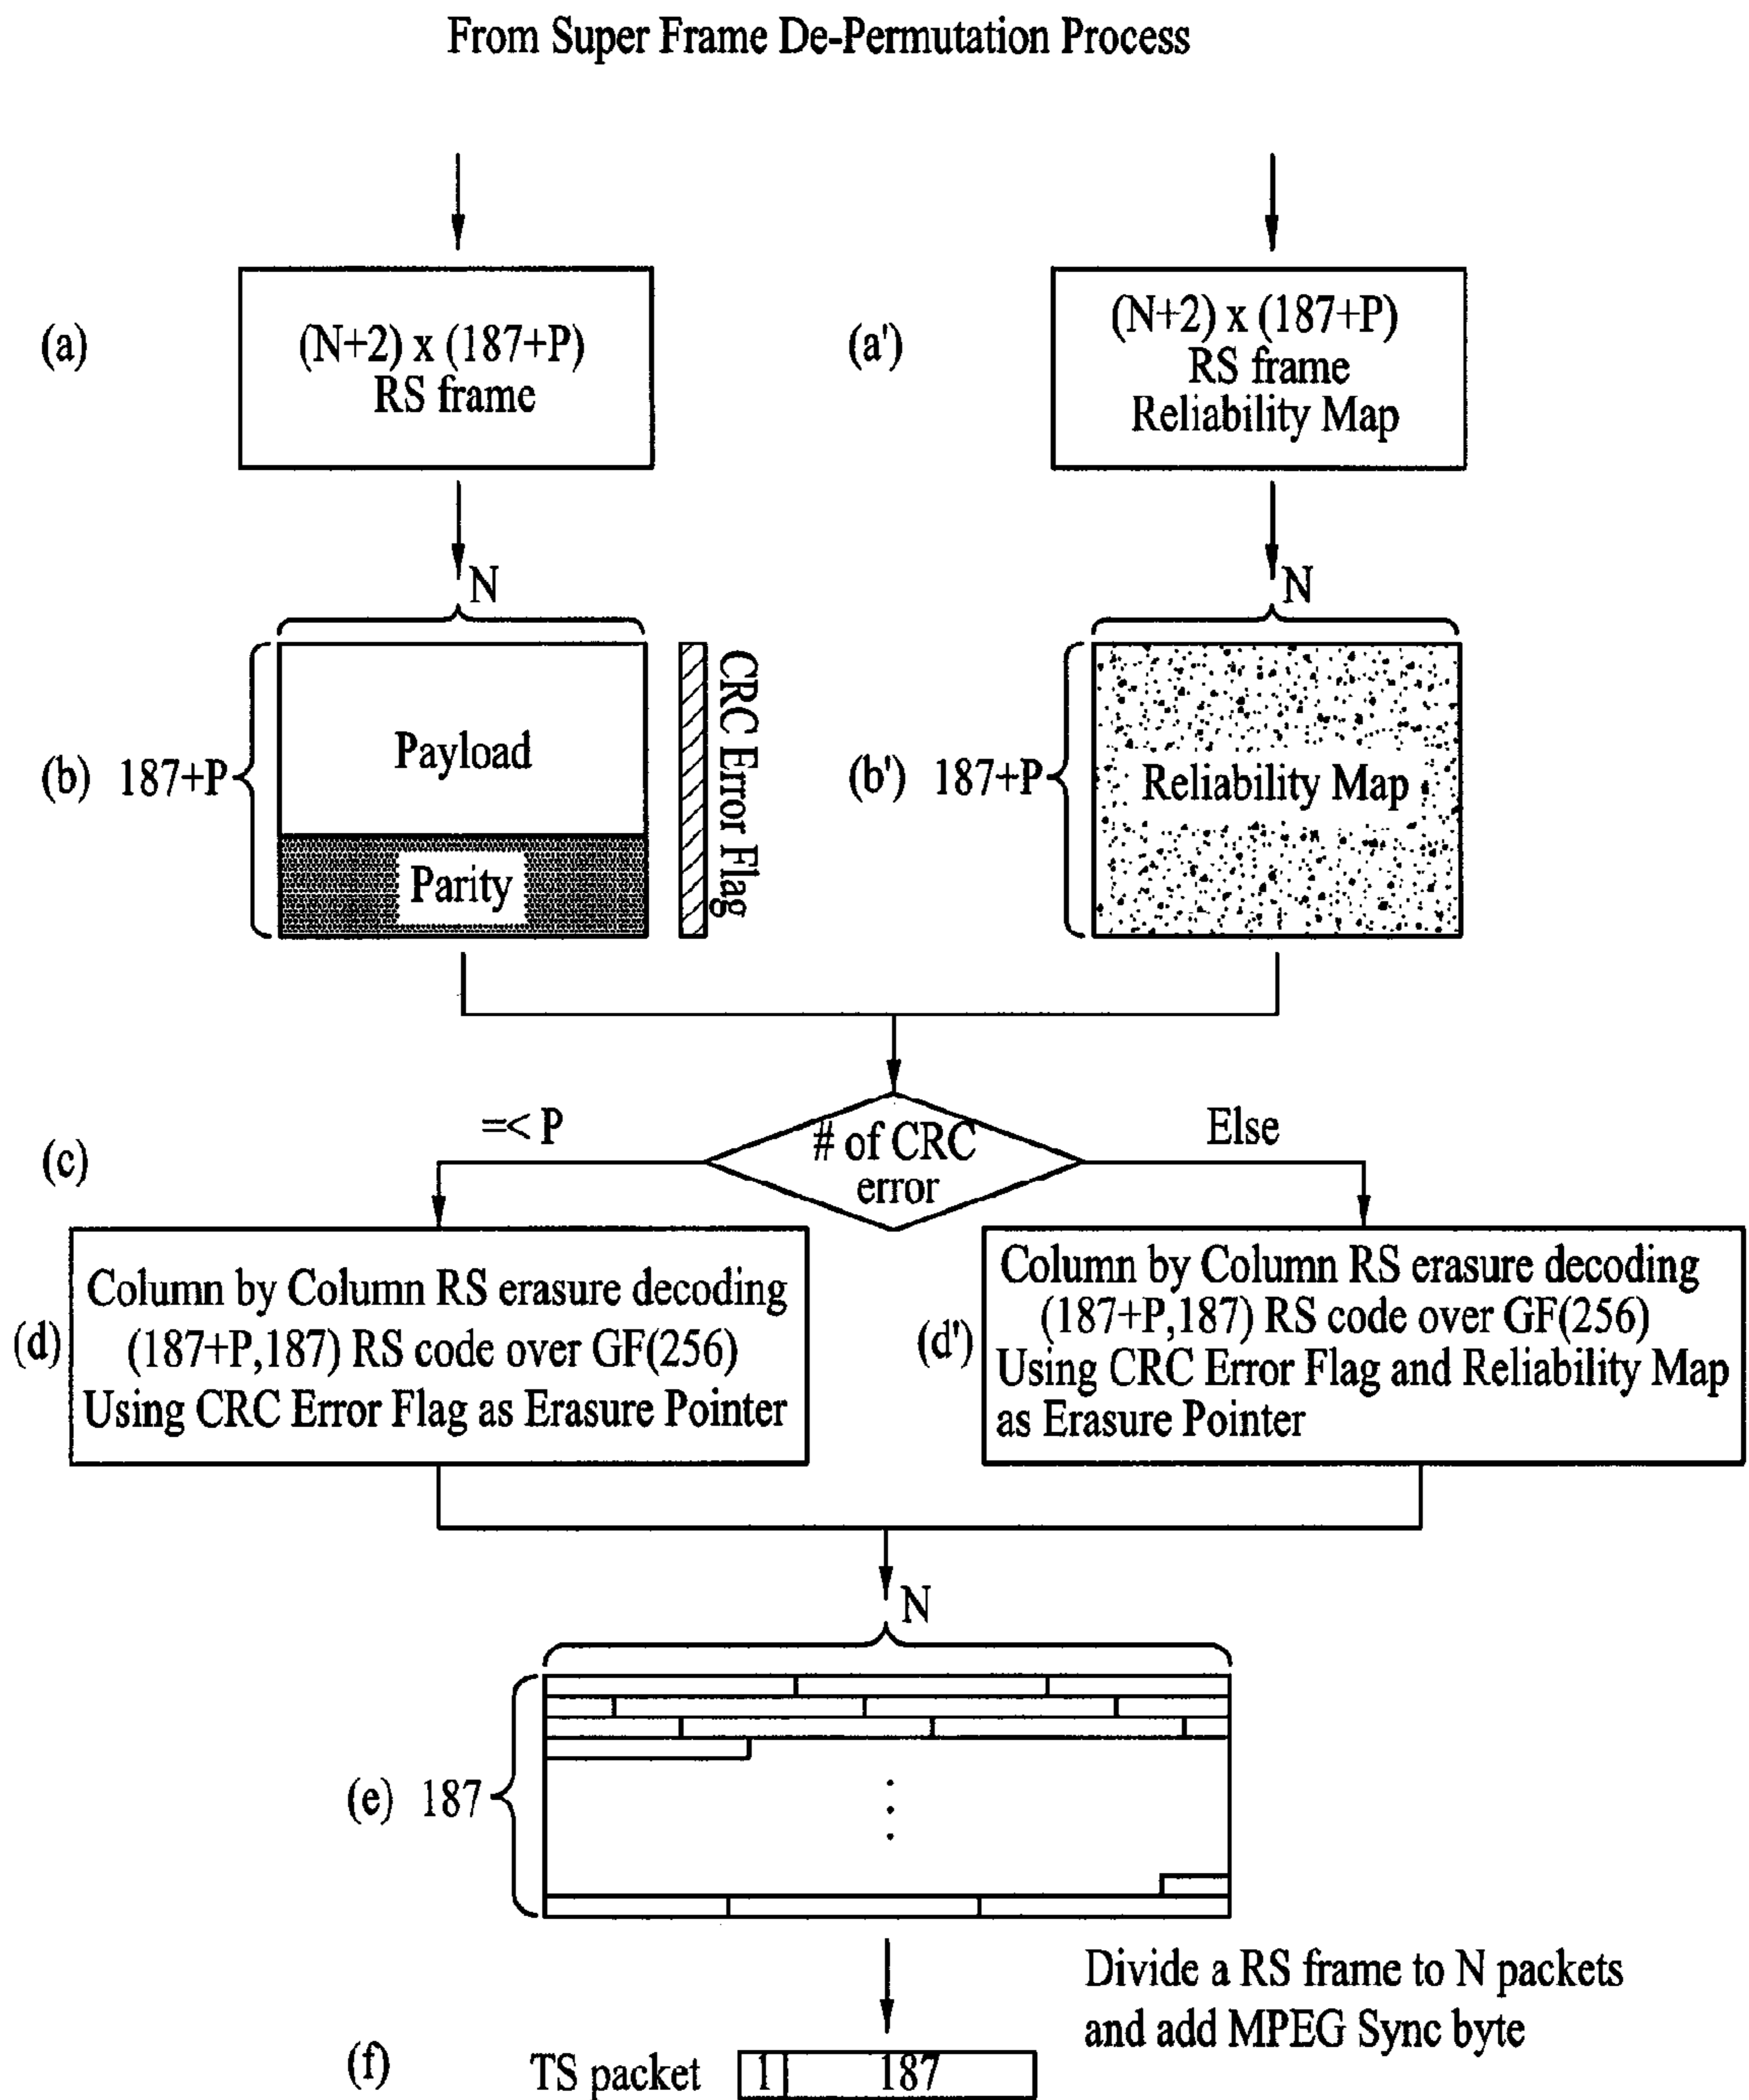 From Super Frame De-Permutation Process
(a)
(N+2) x (187+P)
RS frame
(a')
(N+2) x (187+P)
RS frame
Reliability Map
N
N
(b)
187+P
Payload
Parity
CRC Error Flag
(b')
187+P
Reliability Map
(c)
=< P
# of CRC
error
Else
(d)
Column by Column RS erasure decoding
(187+P,187) RS code over GF(256)
Using CRC Error Flag as Erasure Pointer
(d')
Column by Column RS erasure decoding
(187+P,187) RS code over GF(256)
Using CRC Error Flag and Reliability Map
as Erasure Pointer
N
(e)
187
Divide a RS frame to N packets
and add MPEG Sync byte
(f)
TS packet
1
187